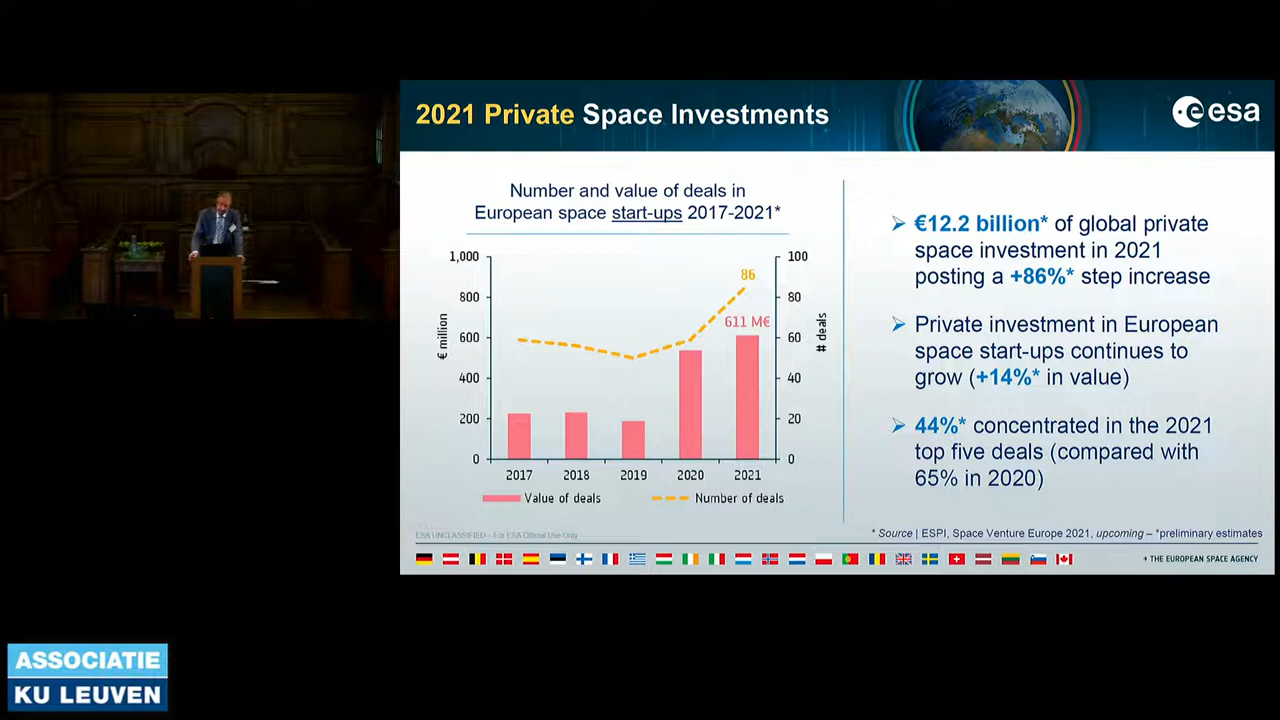 2021 Private Space Investments
esa
Number and value of deals in
European space start-ups 2017-2021*
1,000
800
600
400
200
0
€ million
100
80
60
40
20
0
# deals
86
611 M€
2017 2018 2019 2020 2021
Value of deals Number of deals
➢ €12.2 billion* of global private
space investment in 2021
posting a +86%* step increase
➢ Private investment in European
space start-ups continues to
grow (+14%* in value)
➢ 44%* concentrated in the 2021
top five deals (compared with
65% in 2020)
* Source | ESPI, Space Venture Europe 2021, upcoming – *preliminary estimates
ESA UNCLASSIFIED – For ESA Official Use Only
→ THE EUROPEAN SPACE AGENCY
ASSOCIATIE
KU LEUVEN